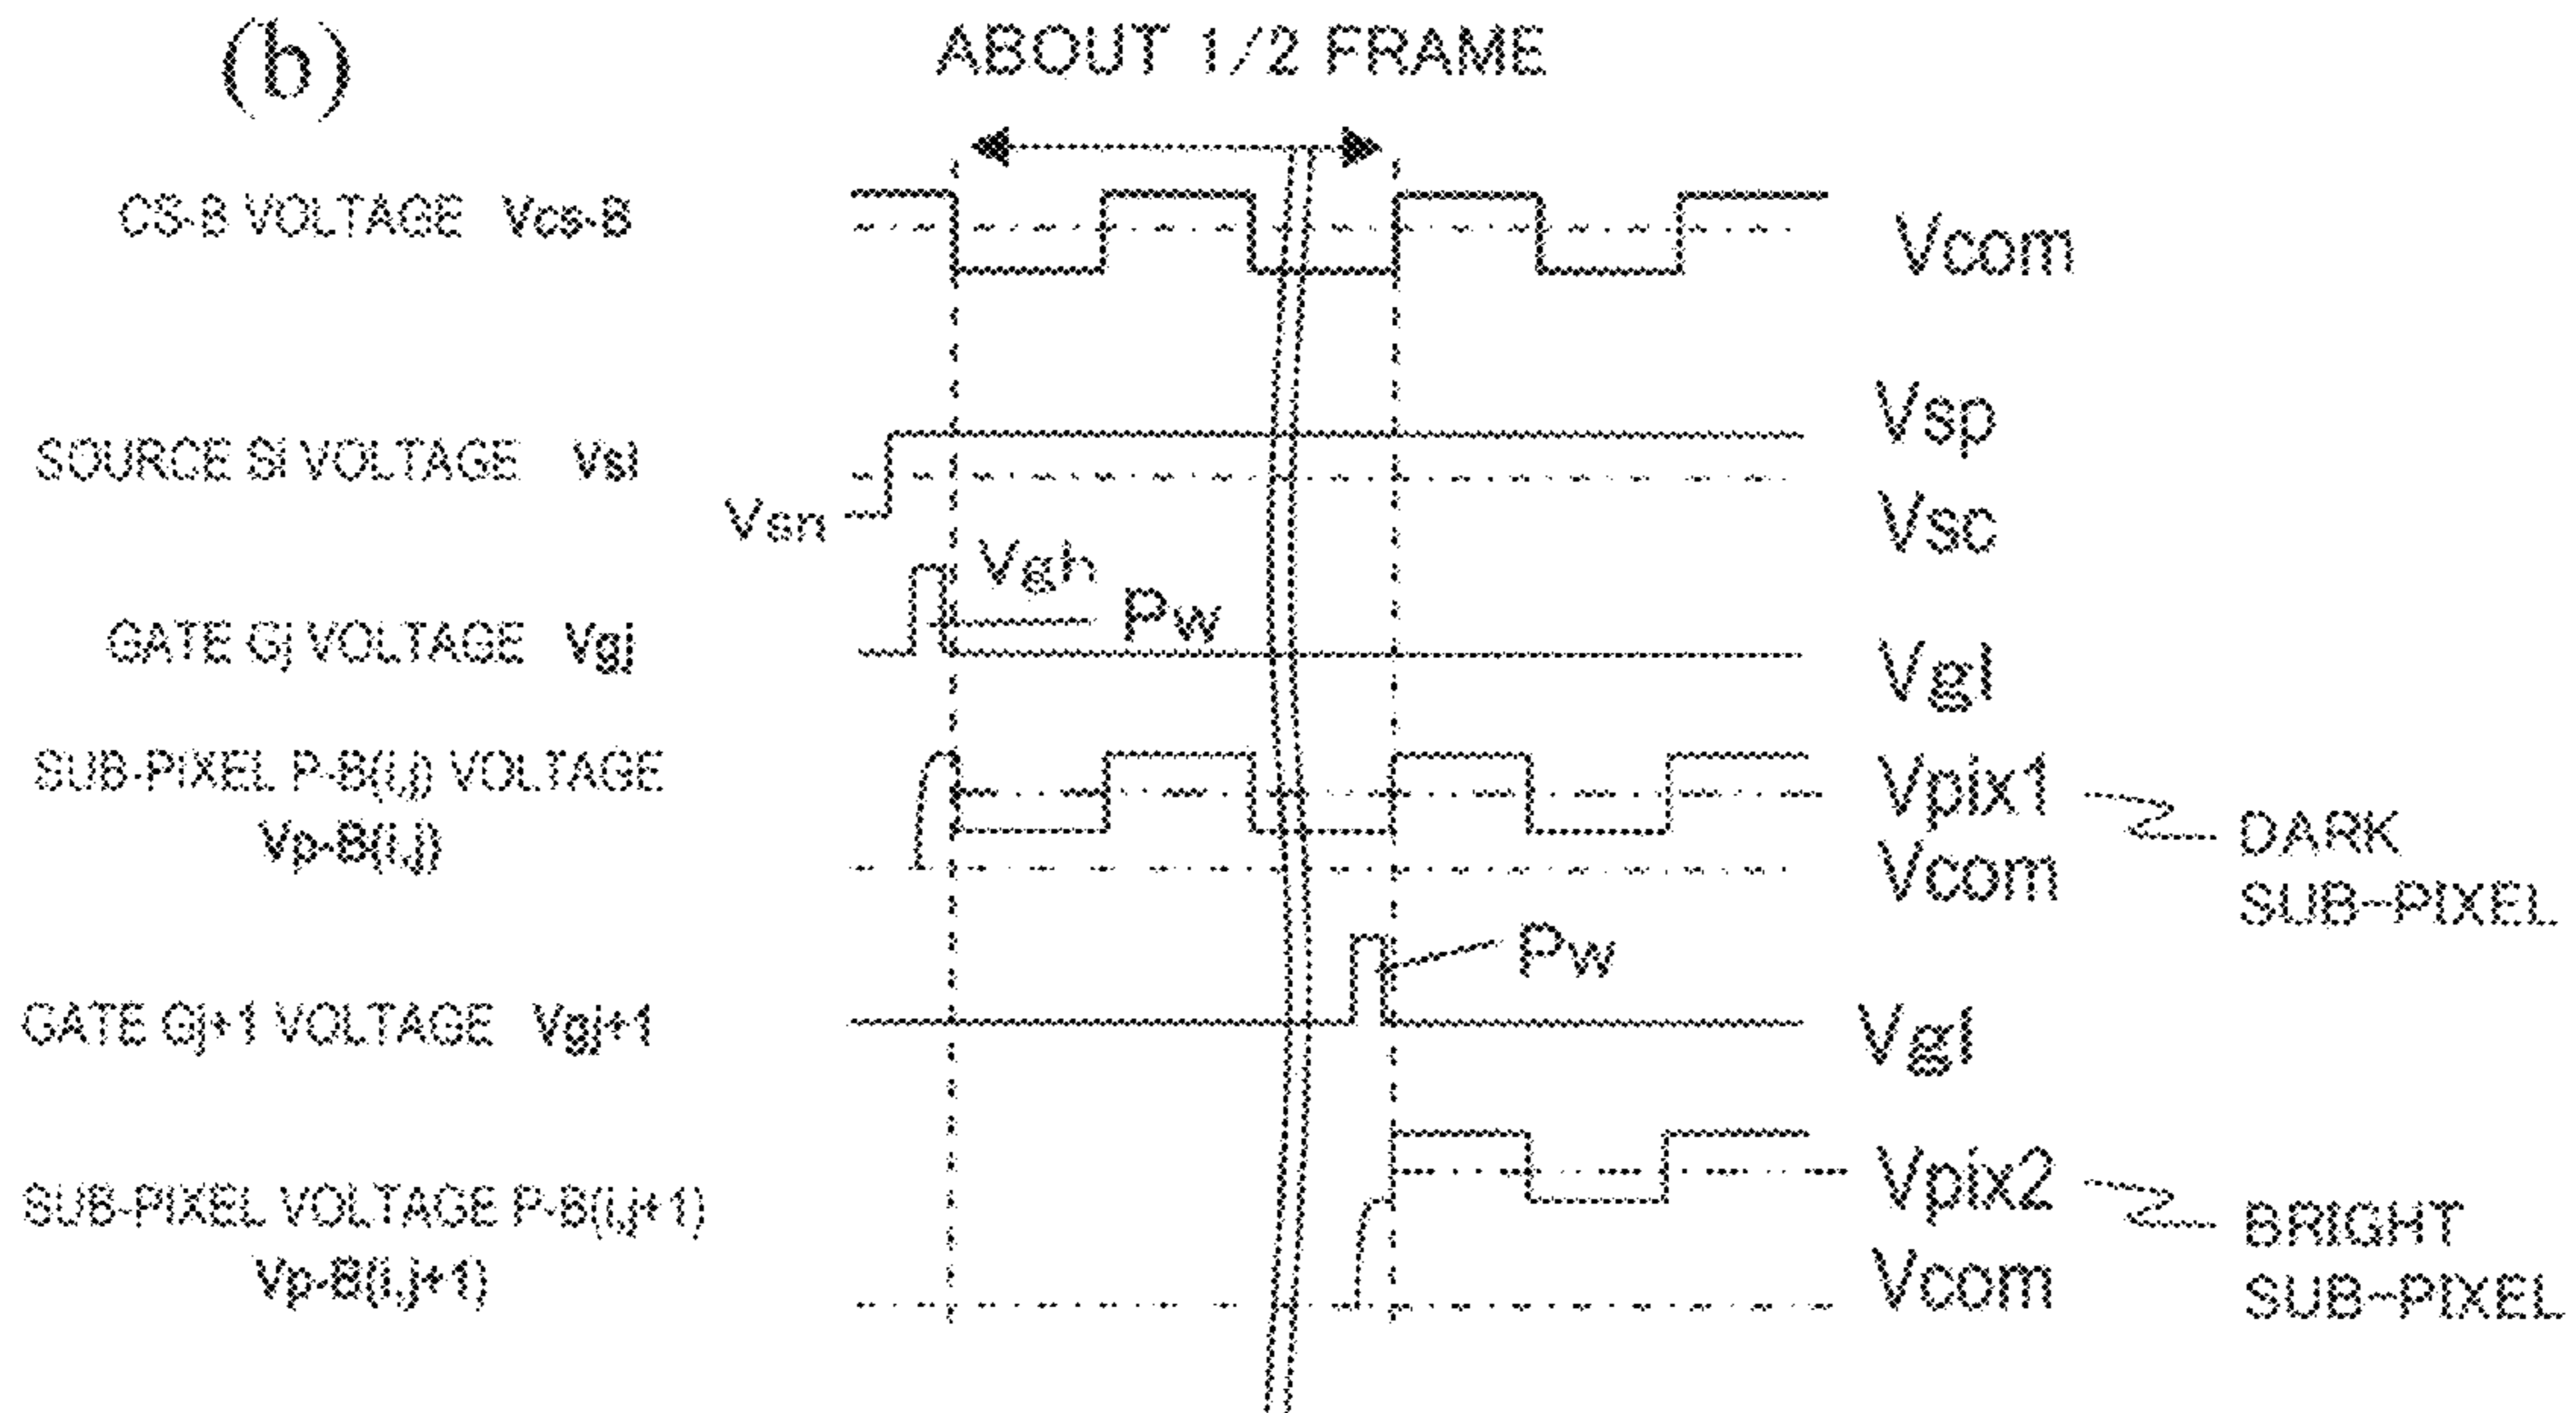 (b)
ABOUT 1/2 FRAME
CS-B VOLTAGE Vcs-B
Vcom
Vsp
SOURCE Si VOLTAGE Vsi
Vsn
Vsc
Vgh
Pw
GATE Gj VOLTAGE Vgj
Vgl
SUB-PIXEL P-B(i,j) VOLTAGE
Vp-B(i,j)
Vpix1
Vcom
DARK
SUB-PIXEL
Pw
GATE Gj+1 VOLTAGE Vgj+1
Vgl
SUB-PIXEL VOLTAGE P-B(i,j+1)
Vp-B(i,j+1)
Vpix2
Vcom
BRIGHT
SUB-PIXEL